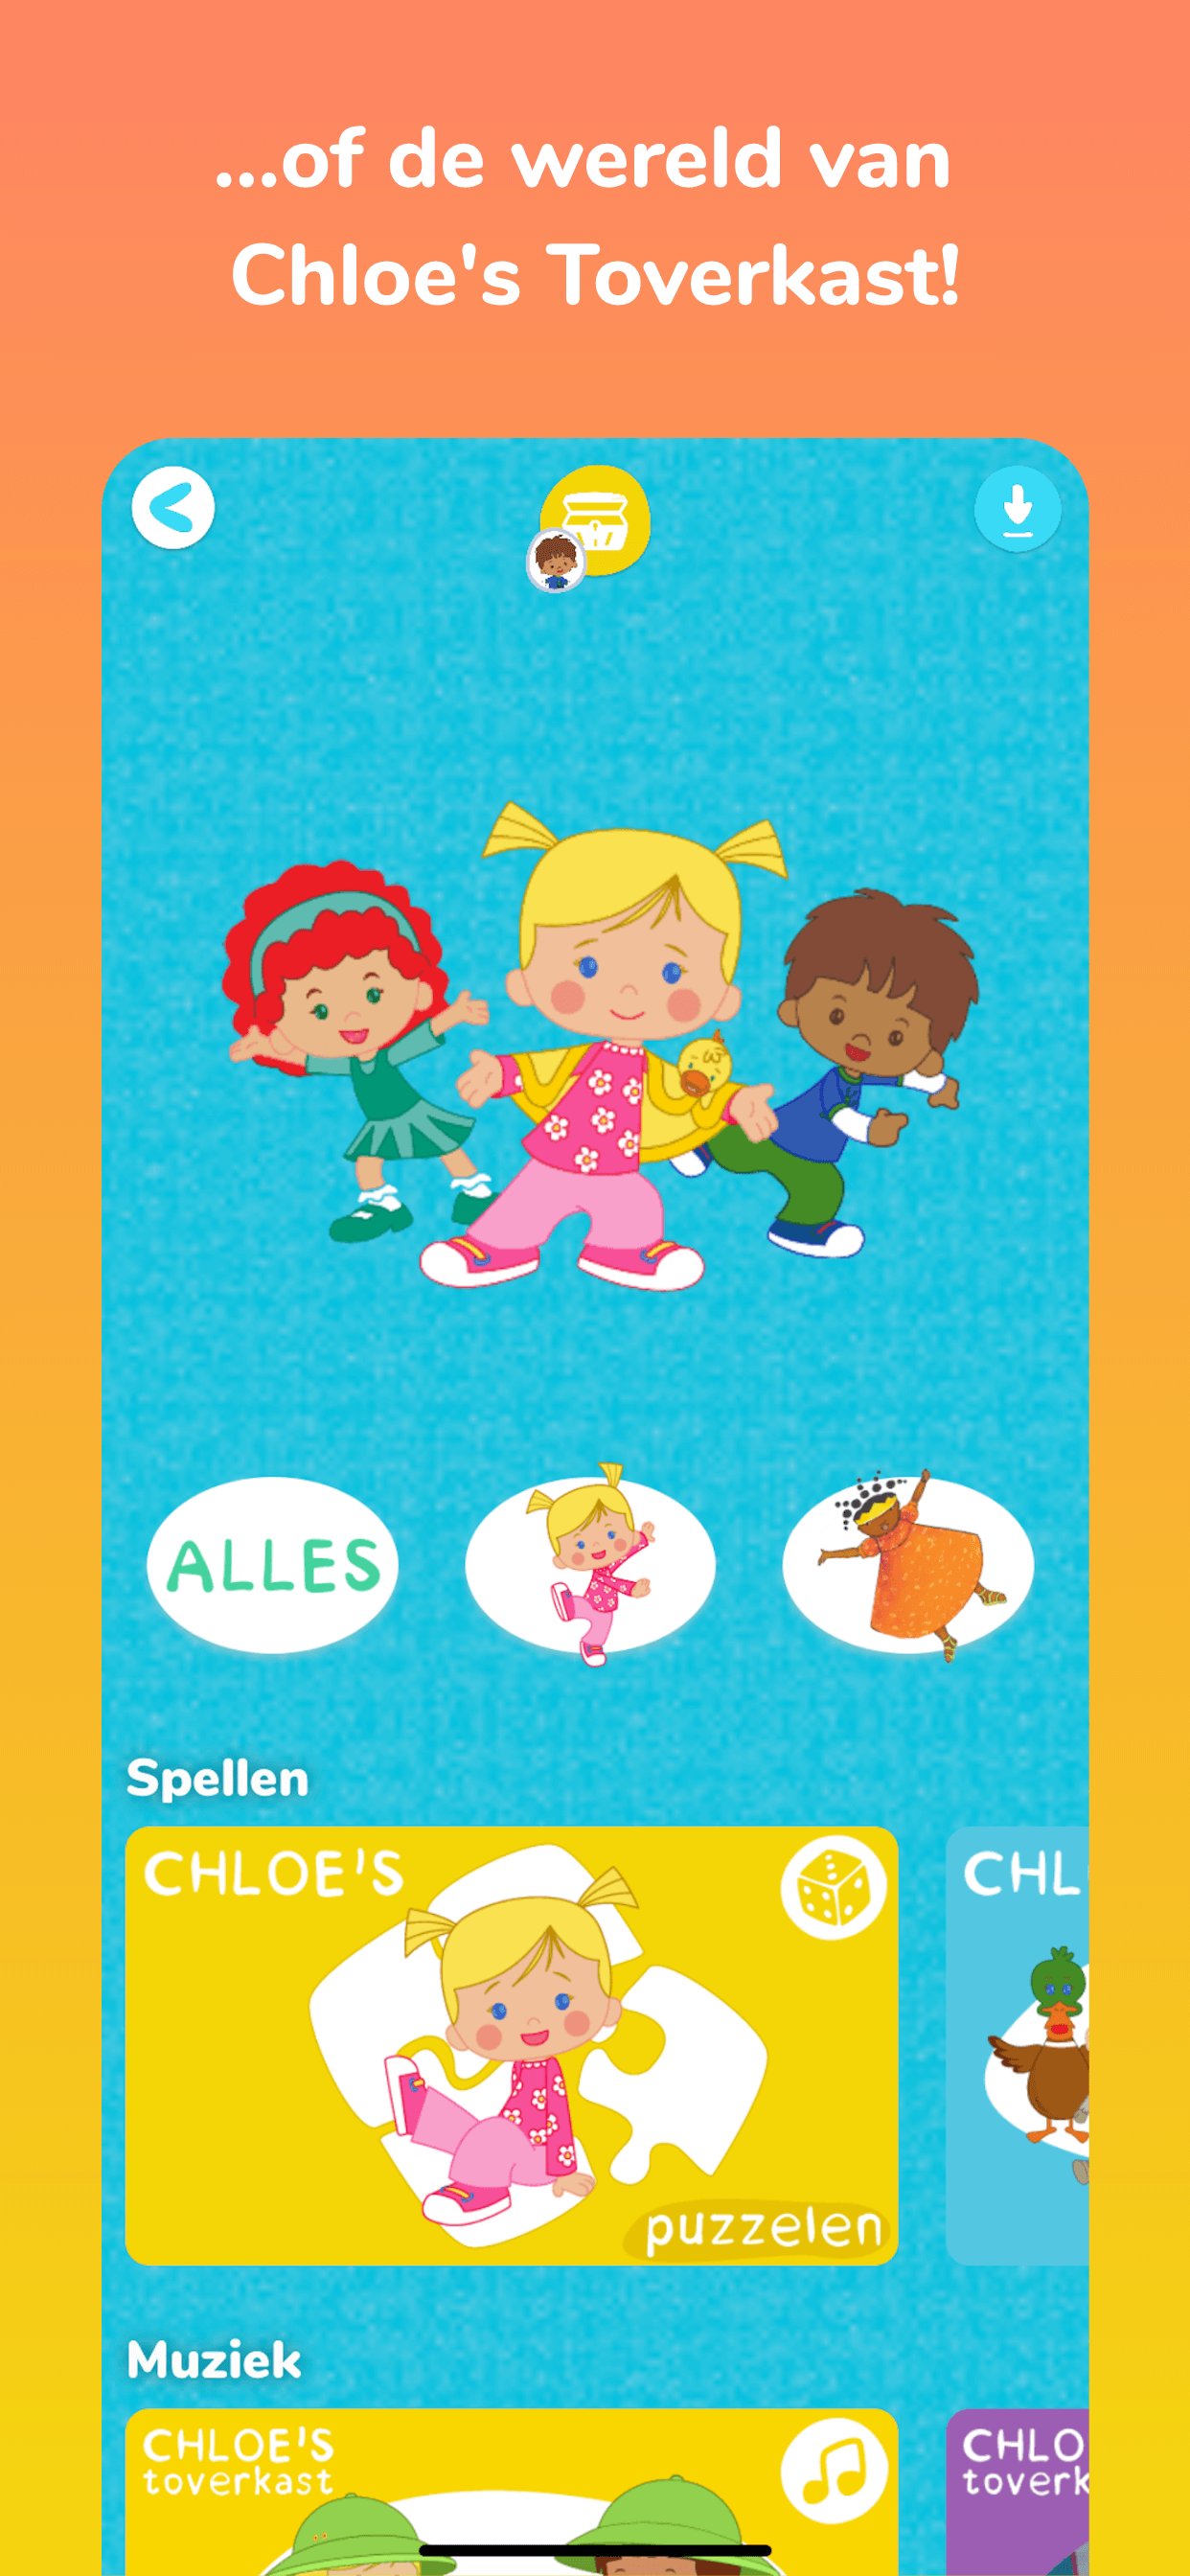 ...of de wereld van
Chloe's Toverkast!
ALLES
Spellen
CHLOE'S
puzzelen
CHL
Muziek
CHLOE'S
toverkast
CHLO
toverk